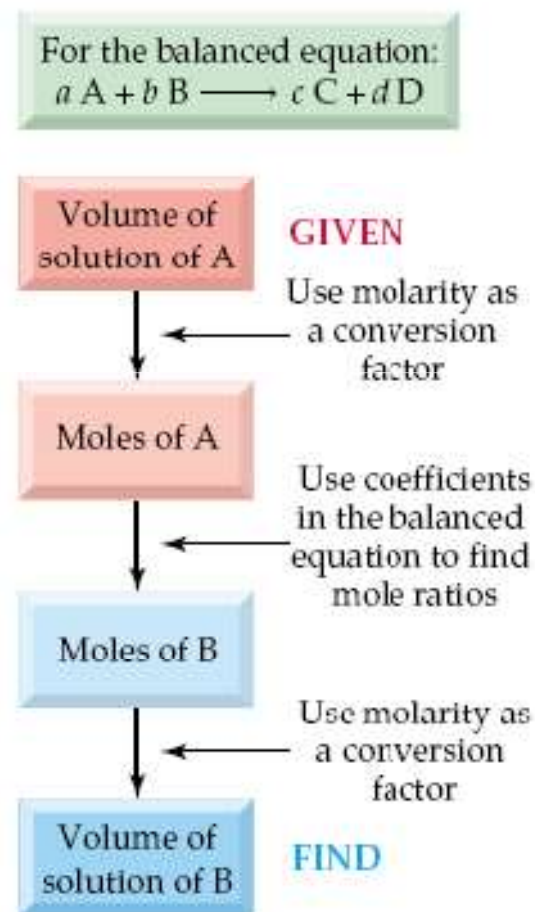 For the balanced equation:
a A + b B ⟶ c C + d D
Volume of
solution of A
GIVEN
Use molarity as
a conversion
factor
Moles of A
Use coefficients
in the balanced
equation to find
mole ratios
Moles of B
Use molarity as
a conversion
factor
Volume of
solution of B
FIND